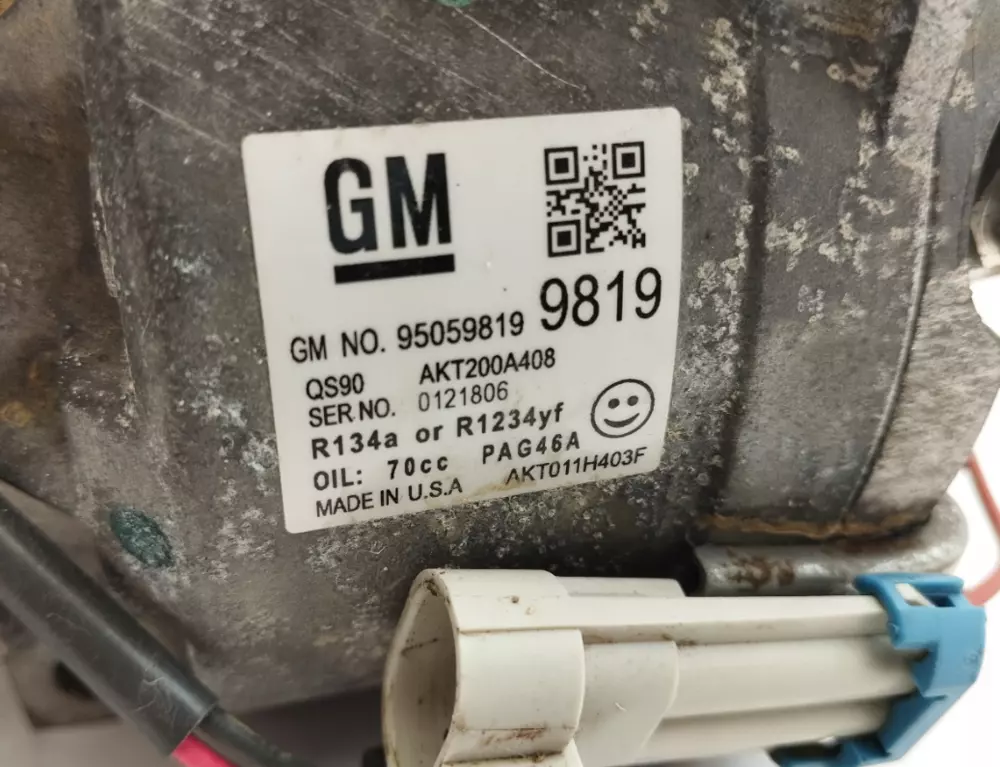 GM
GM NO. 95059819 9819
QS90 AKT200A408
SER NO. 0121806
R134a or R1234yf
OIL: 70cc PAG46A
MADE IN U.S.A AKT011H403F